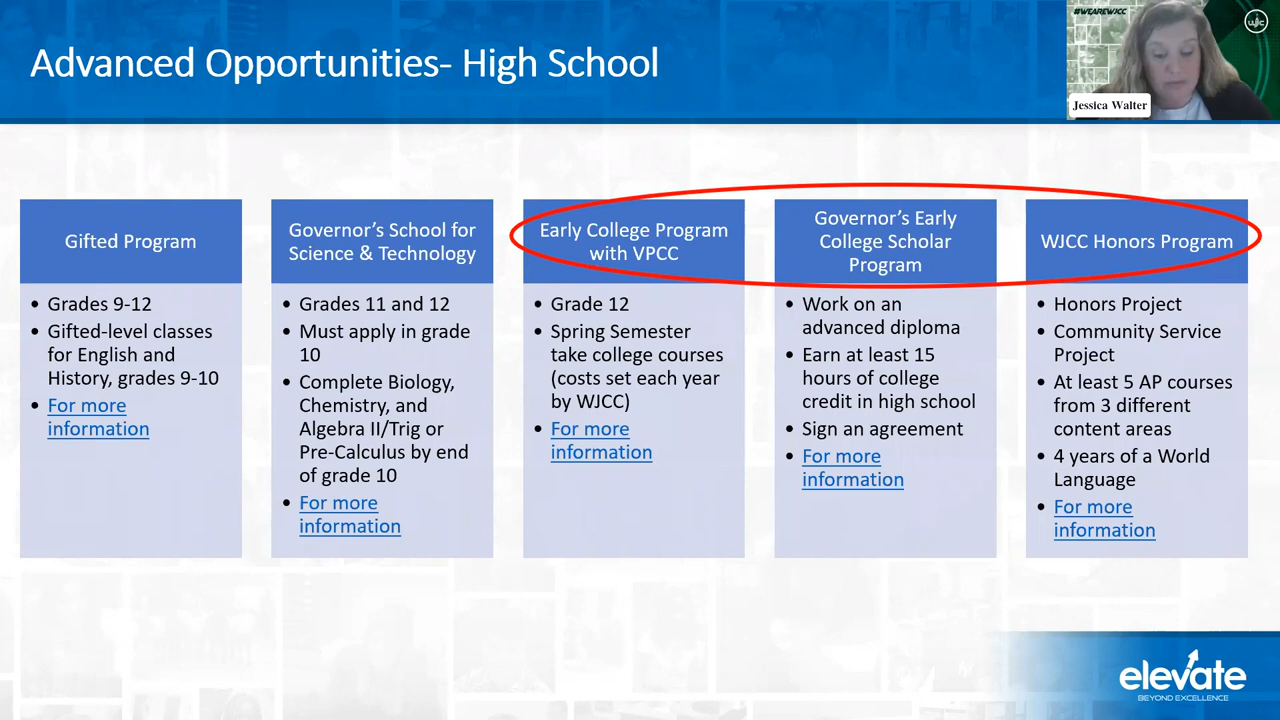 Advanced Opportunities- High School
#WEAREWJCC
wjc
Jessica Walter
Gifted Program
• Grades 9-12
• Gifted-level classes
for English and
History, grades 9-10
• For more
information
Governor's School for
Science & Technology
• Grades 11 and 12
• Must apply in grade
10
• Complete Biology,
Chemistry, and
Algebra II/Trig or
Pre-Calculus by end
of grade 10
• For more
information
Early College Program
with VPCC
• Grade 12
• Spring Semester
take college courses
(costs set each year
by WJCC)
• For more
information
Governor's Early
College Scholar
Program
• Work on an
advanced diploma
• Earn at least 15
hours of college
credit in high school
• Sign an agreement
• For more
information
WJCC Honors Program
• Honors Project
• Community Service
Project
• At least 5 AP courses
from 3 different
content areas
• 4 years of a World
Language
• For more
information
elevate
BEYOND EXCELLENCE